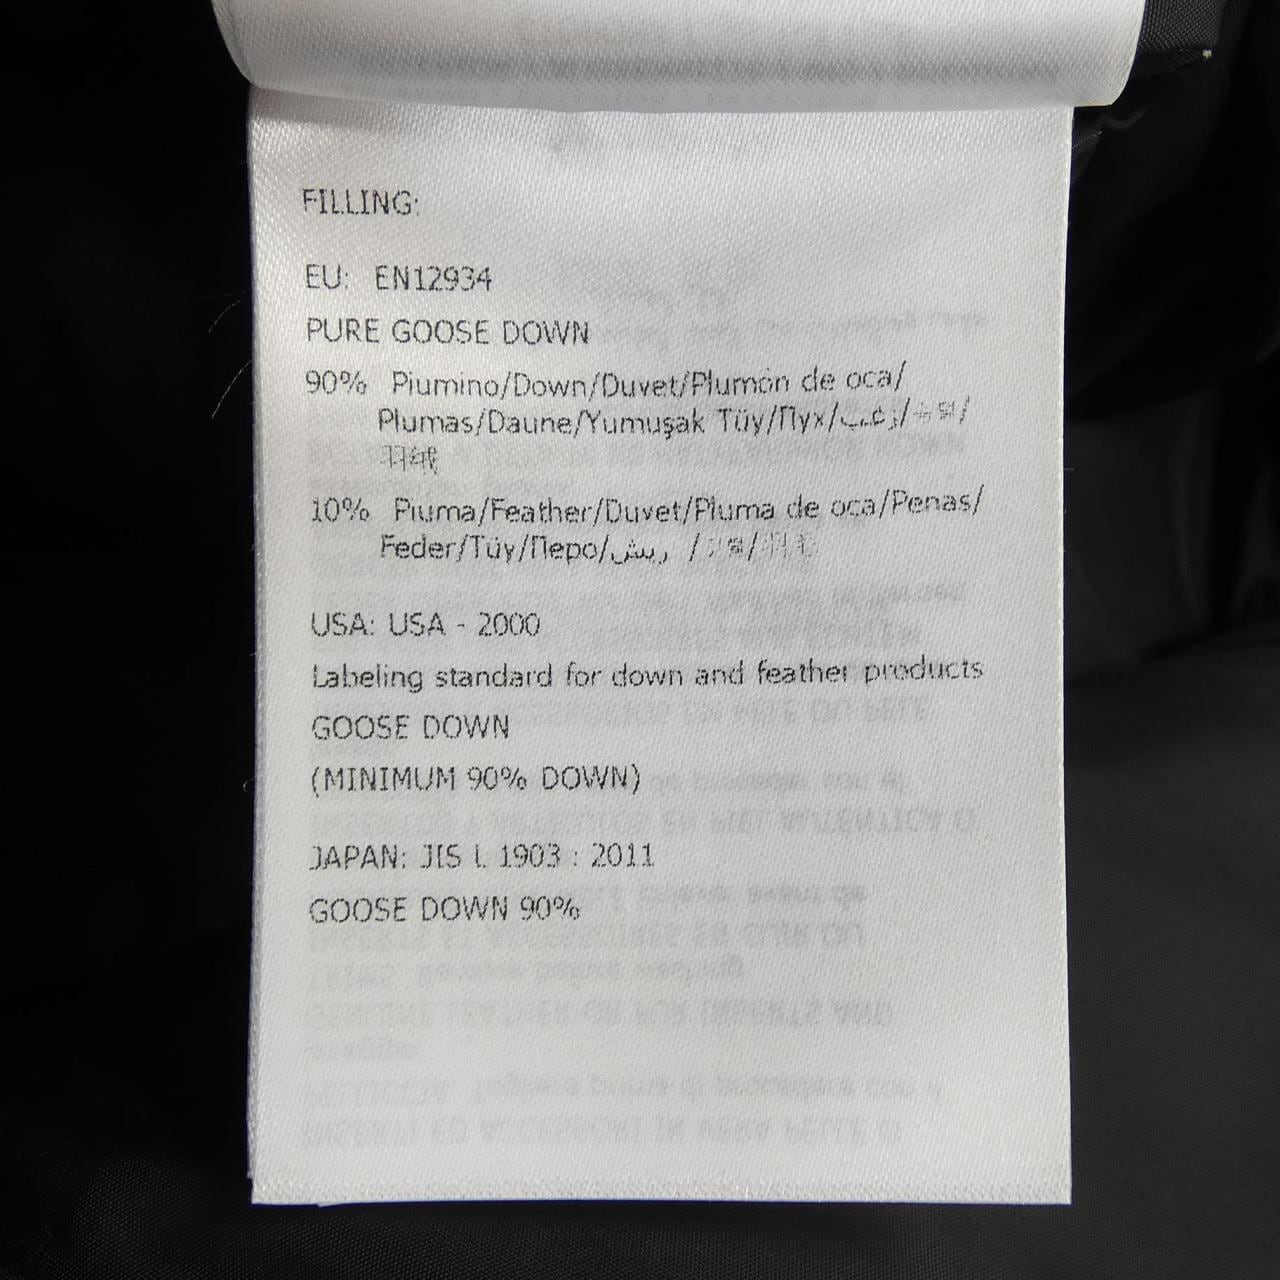 FILLING:
EU: EN12934
PURE GOOSE DOWN
90% Piumino/Down/Duvet/Plumón de oca/
Plumas/Daune/Yumuşak Tüy/Пух/زغب/
10% Piuma/Feather/Duvet/Pluma de oca/Penas/
Feder/Tüy/Перо/ريش /
USA: USA - 2000
Labeling standard for down and feather products
GOOSE DOWN
(MINIMUM 90% DOWN)
JAPAN: JIS L 1903 : 2011
GOOSE DOWN 90%